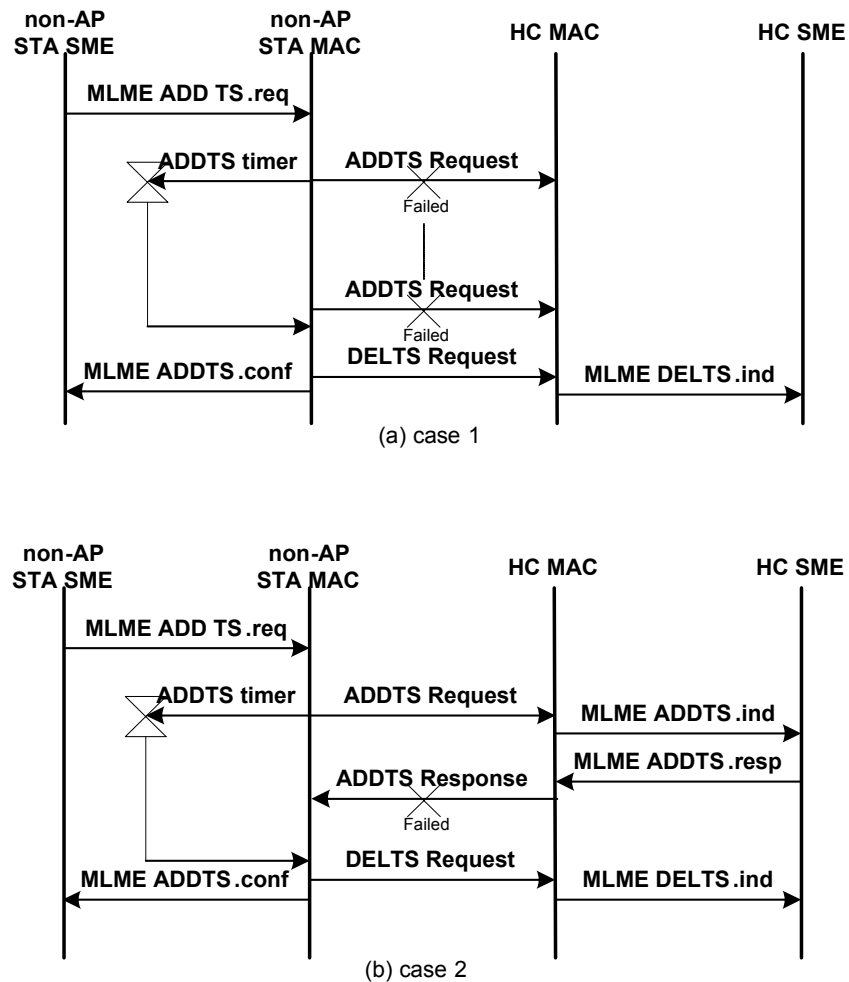 non-AP
STA SME
non-AP
STA MAC
HC MAC
HC SME
MLME ADD TS.req
ADDTS timer
ADDTS Request
Failed
ADDTS Request
Failed
DELTS Request
MLME ADDTS.conf
MLME DELTS.ind
(a) case 1
non-AP
STA SME
non-AP
STA MAC
HC MAC
HC SME
MLME ADD TS.req
ADDTS timer
ADDTS Request
MLME ADDTS.ind
MLME ADDTS.resp
ADDTS Response
Failed
DELTS Request
MLME ADDTS.conf
MLME DELTS.ind
(b) case 2